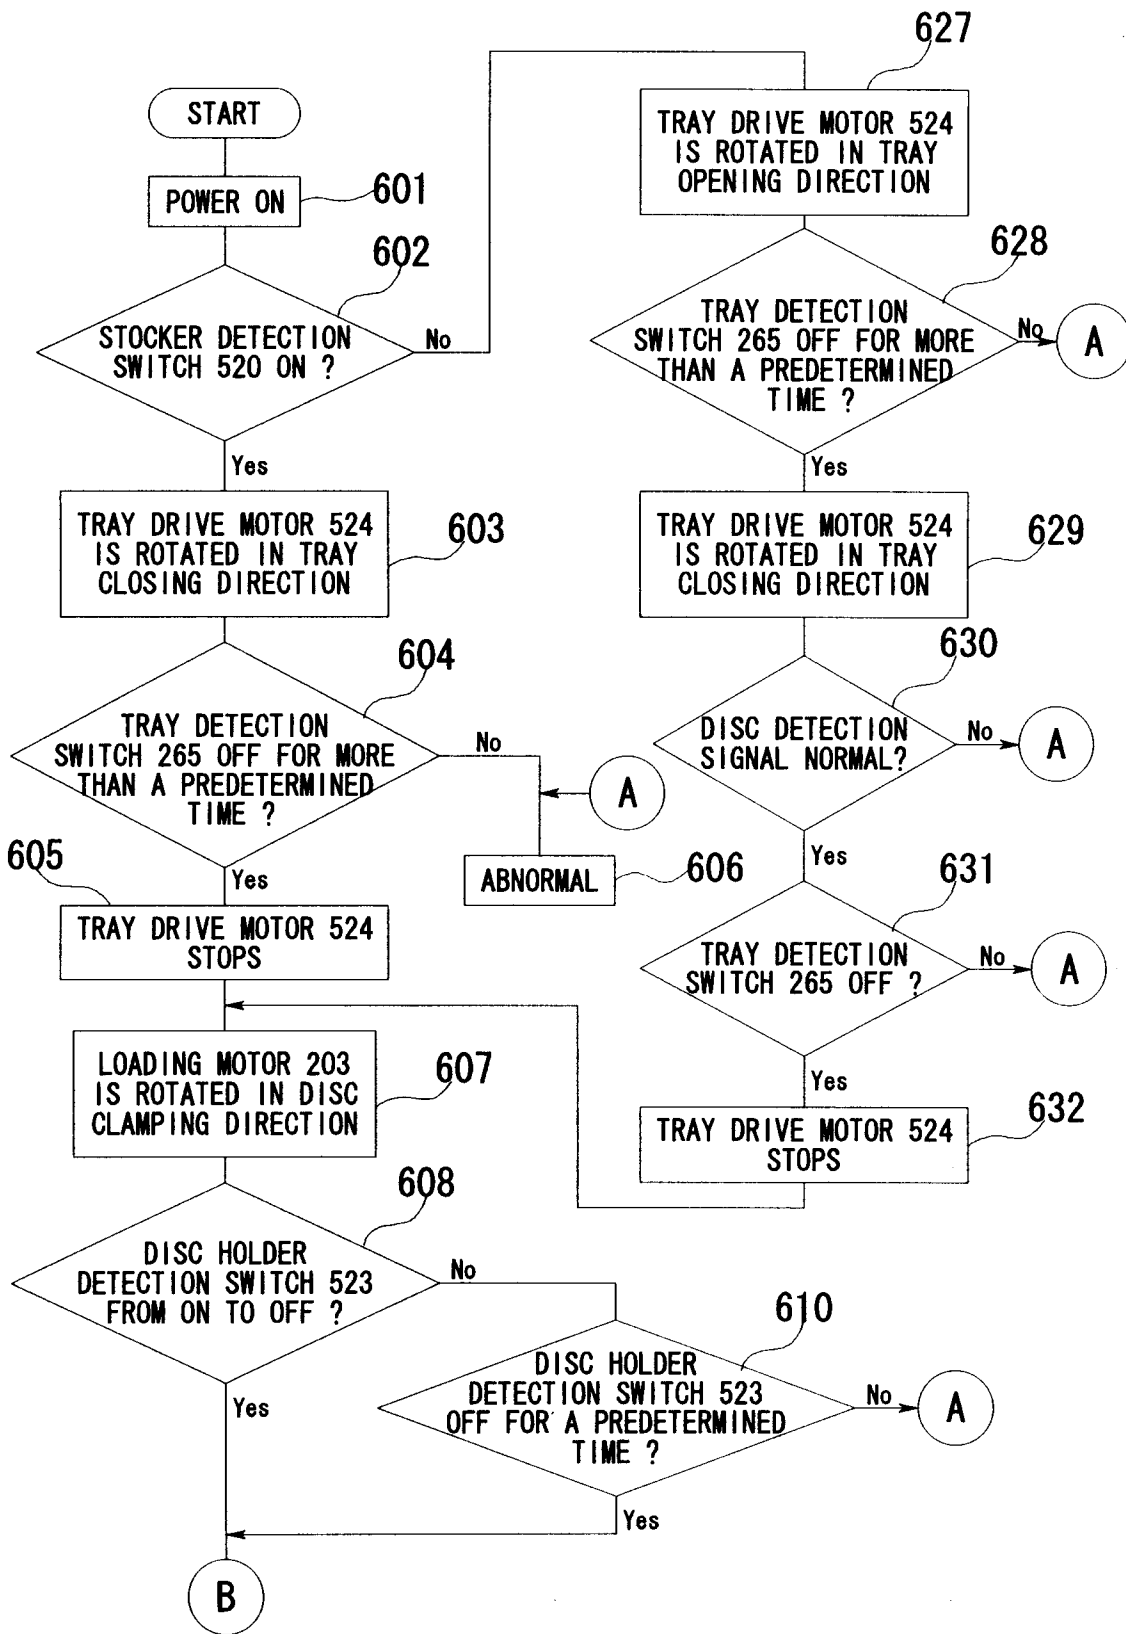 START
POWER ON
601
602
STOCKER DETECTION
SWITCH 520 ON ?
No
Yes
TRAY DRIVE MOTOR 524
IS ROTATED IN TRAY
CLOSING DIRECTION
603
604
TRAY DETECTION
SWITCH 265 OFF FOR MORE
THAN A PREDETERMINED
TIME ?
No
A
ABNORMAL
606
605
Yes
TRAY DRIVE MOTOR 524
STOPS
LOADING MOTOR 203
IS ROTATED IN DISC
CLAMPING DIRECTION
607
608
DISC HOLDER
DETECTION SWITCH 523
FROM ON TO OFF ?
No
Yes
610
DISC HOLDER
DETECTION SWITCH 523
OFF FOR A PREDETERMINED
TIME ?
No
A
Yes
B
627
TRAY DRIVE MOTOR 524
IS ROTATED IN TRAY
OPENING DIRECTION
628
TRAY DETECTION
SWITCH 265 OFF FOR MORE
THAN A PREDETERMINED
TIME ?
No
A
Yes
TRAY DRIVE MOTOR 524
IS ROTATED IN TRAY
CLOSING DIRECTION
629
630
DISC DETECTION
SIGNAL NORMAL?
No
A
Yes
631
TRAY DETECTION
SWITCH 265 OFF ?
No
A
Yes
632
TRAY DRIVE MOTOR 524
STOPS